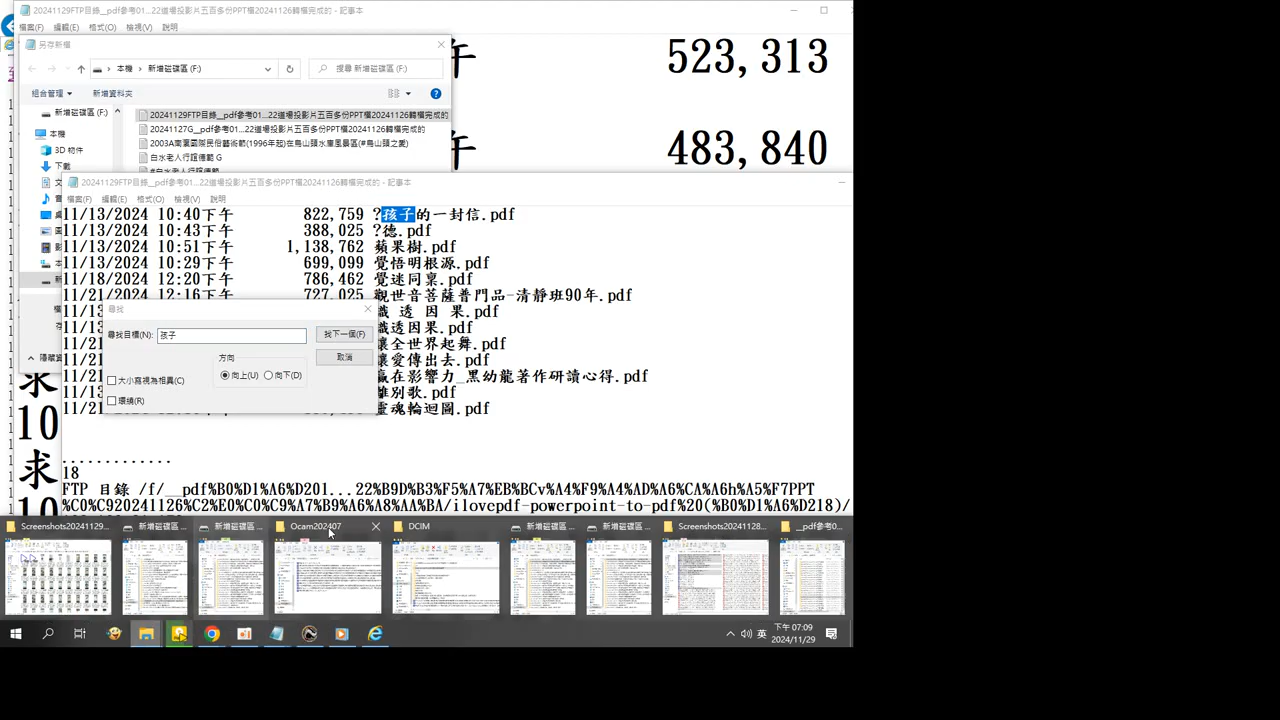 20241129FTP目錄__pdf參考01...22道場投影片五百多份PPT檔20241126轉檔完成的 - 記事本
檔案(F) 編輯(E) 格式(O) 檢視(V) 說明
午 523,313
午 483,840
另存新檔
本機 › 新增磁碟區 (F:)
搜尋 新增磁碟區 (F:)
組合管理 新增資料夾
新增磁碟區 (F:)
本機
3D 物件
下載
20241129FTP目錄__pdf參考01...22道場投影片五百多份PPT檔20241126轉檔完成的
20241127G__pdf參考01...22道場投影片五百多份PPT檔20241126轉檔完成的
2003A南瀛國際民俗藝術節(1996年起)在烏山頭水庫風景區(#烏山頭之愛)
白水老人行誼傳範 G
20241129FTP目錄__pdf參考01...22道場投影片五百多份PPT檔20241126轉檔完成的 - 記事本
檔案(F) 編輯(E) 格式(O) 檢視(V) 說明
11/13/2024 10:40下午 822,759 ?孩子的一封信.pdf
11/13/2024 10:43下午 388,025 ?德.pdf
11/13/2024 10:42下午 1,138,762 蘋果樹.pdf
11/13/2024 10:29下午 699,099 覺悟明根源.pdf
11/18/2024 12:20下午 786,462 覺迷同稟.pdf
11/21/2024 12:16下午 727,025 觀世音菩薩普門品-清靜班90年.pdf
識 透 因 果.pdf
識透因果.pdf
讓全世界起舞.pdf
讓愛傳出去.pdf
贏在影響力_黑幼龍著作研讀心得.pdf
離別歌.pdf
靈魂輪迴圖.pdf
尋找
尋找目標(N): 孩子 找下一個(F)
方向 取消
大小寫視為相異(C) 向上(U) 向下(D)
環繞(R)
求
10
求
10
.............
18
FTP 目錄 /f/__pdf%B0%D1%A6%D201...22%B9D%B3%F5%A7%EB%BCv%A4%F9%A4%AD%A6%CA%A6h%A5%F7PPT
%C0%C920241126%C2%E0%C0%C9%A7%B9%A6%A8%AA%BA/ilovepdf-powerpoint-to-pdf%20(%B0%D1%A6%D218)/
Screenshots20241129... 新增磁碟區 ... 新增磁碟區 ... Ocam202407 DCIM 新增磁碟區 ... 新增磁碟區 ... Screenshots20241128... __pdf參考0...
英 下午 07:09
2024/11/29